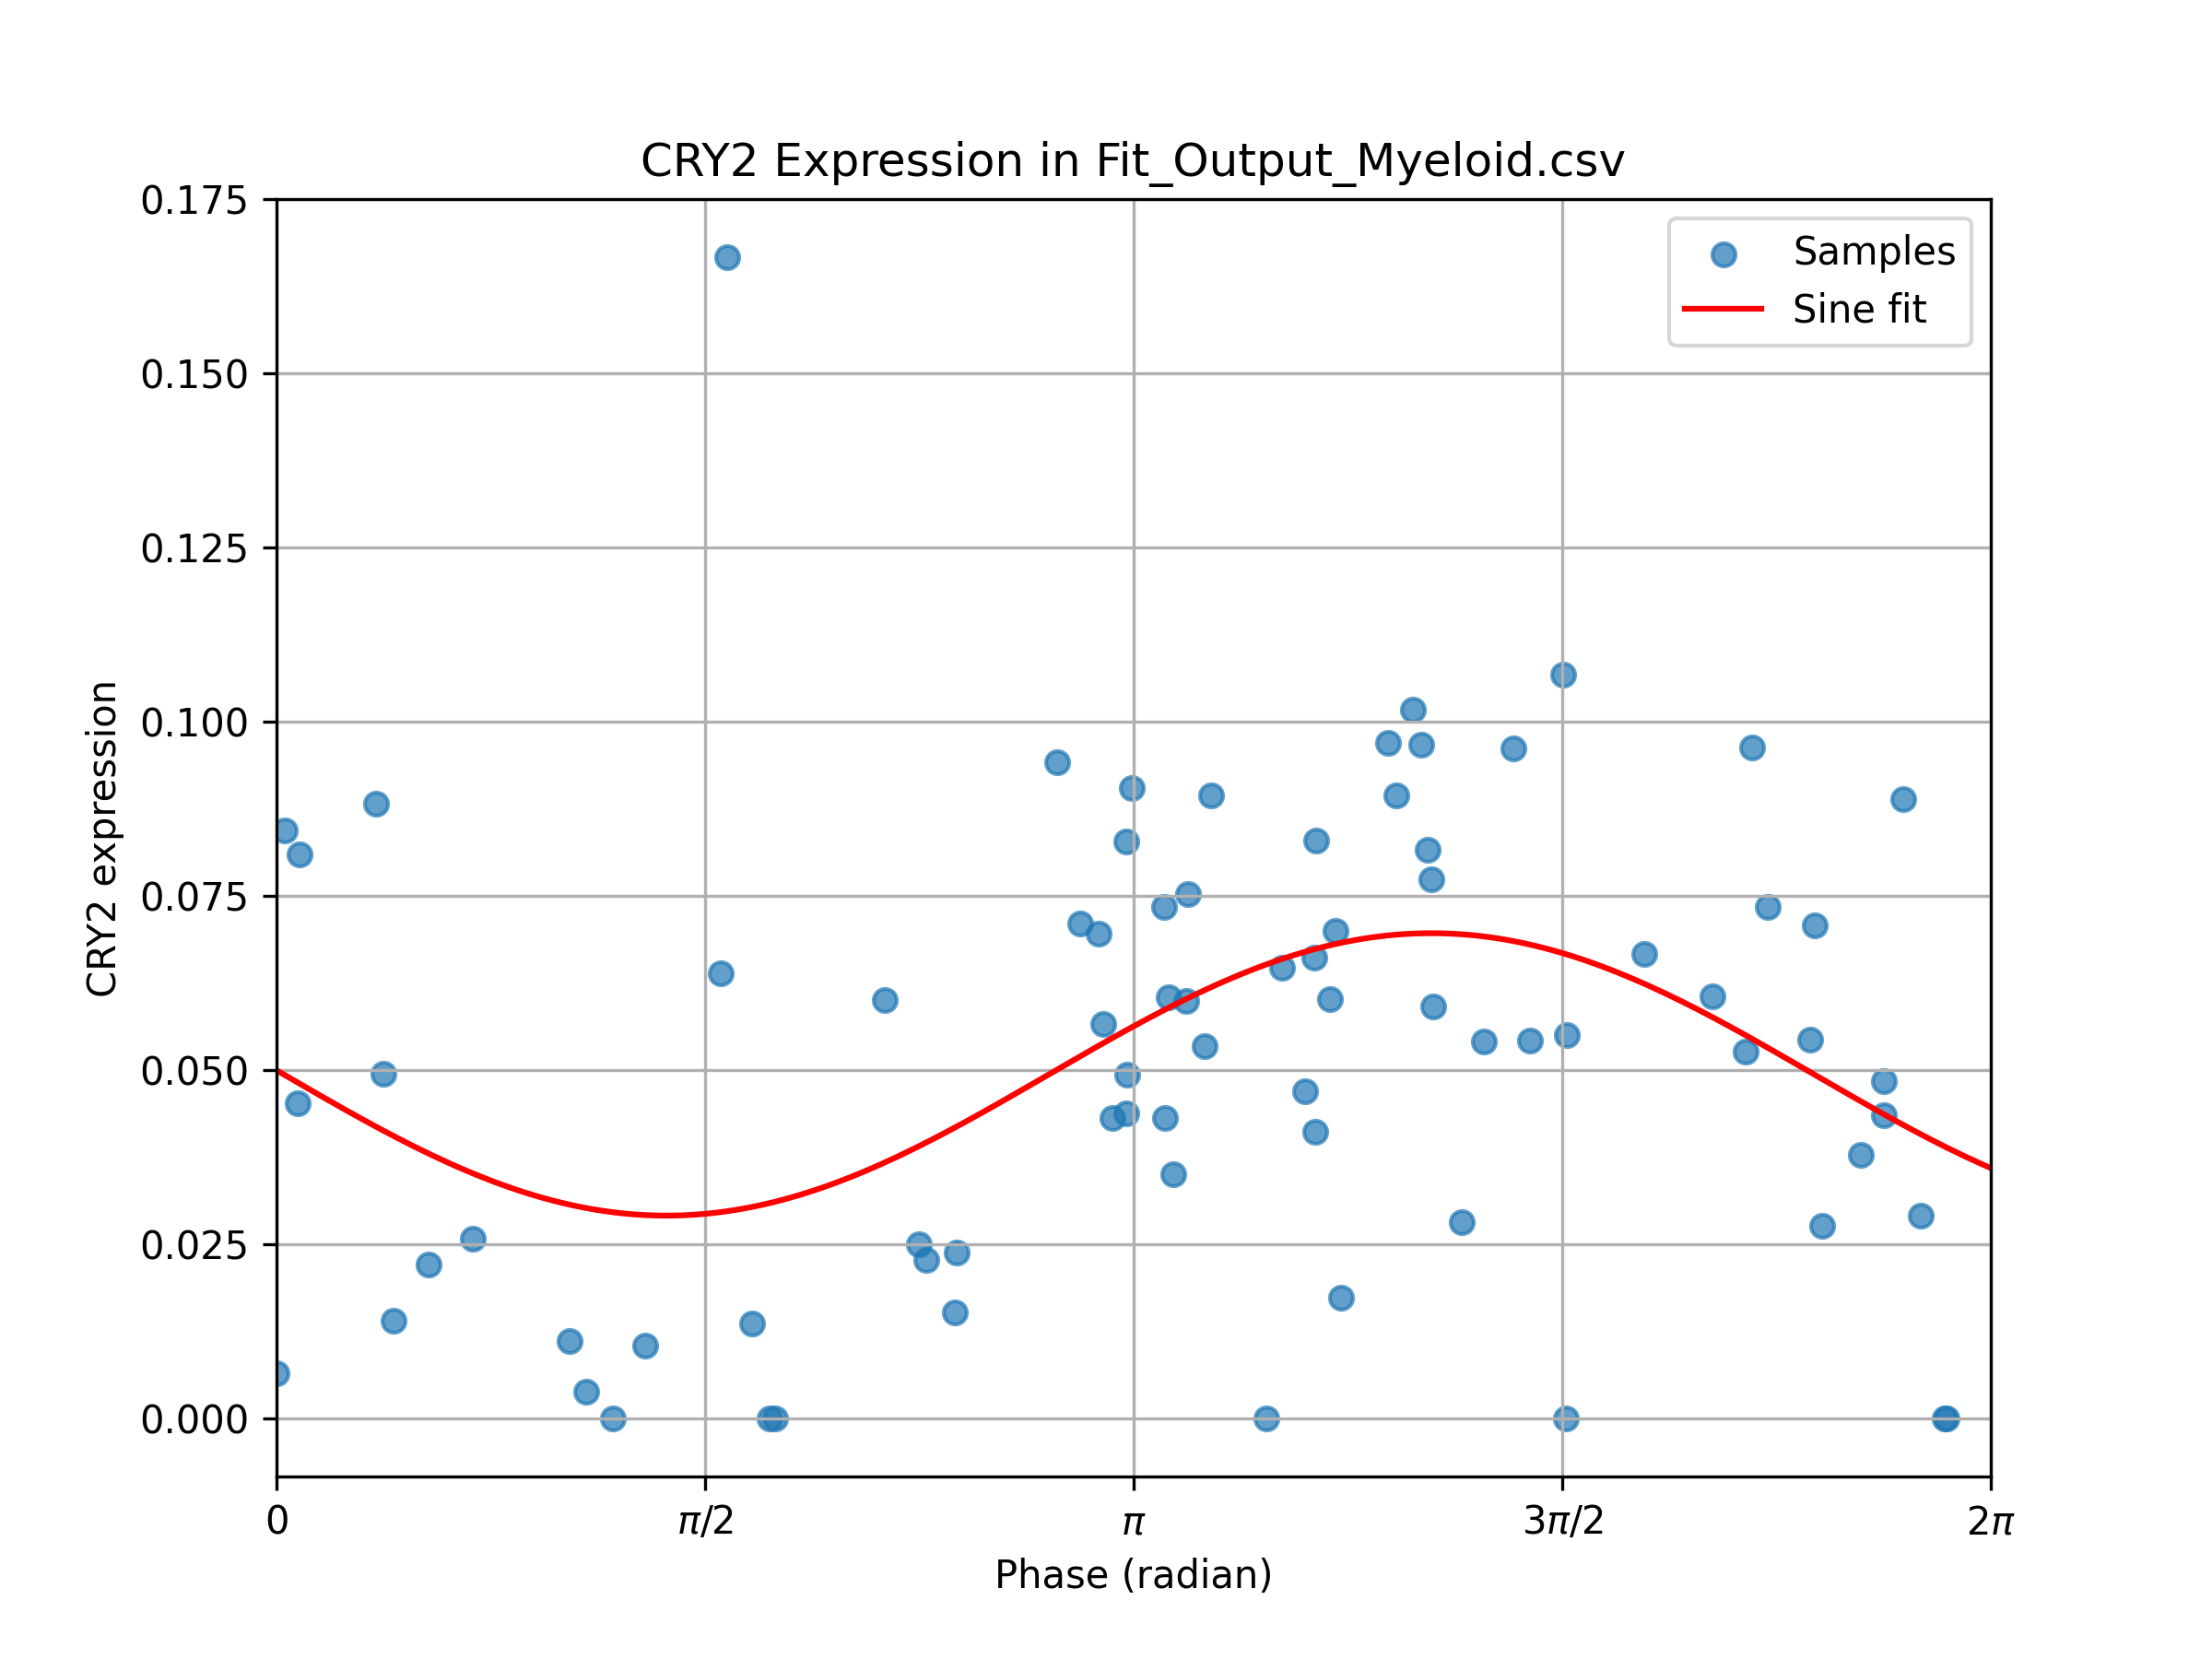 CRY2 Expression in Fit_Output_Myeloid.csv
Samples
Sine fit
0.175
0.150
0.125
0.100
0.075
0.050
0.025
0.000
CRY2 expression
0 π/2 π 3π/2 2π
Phase (radian)